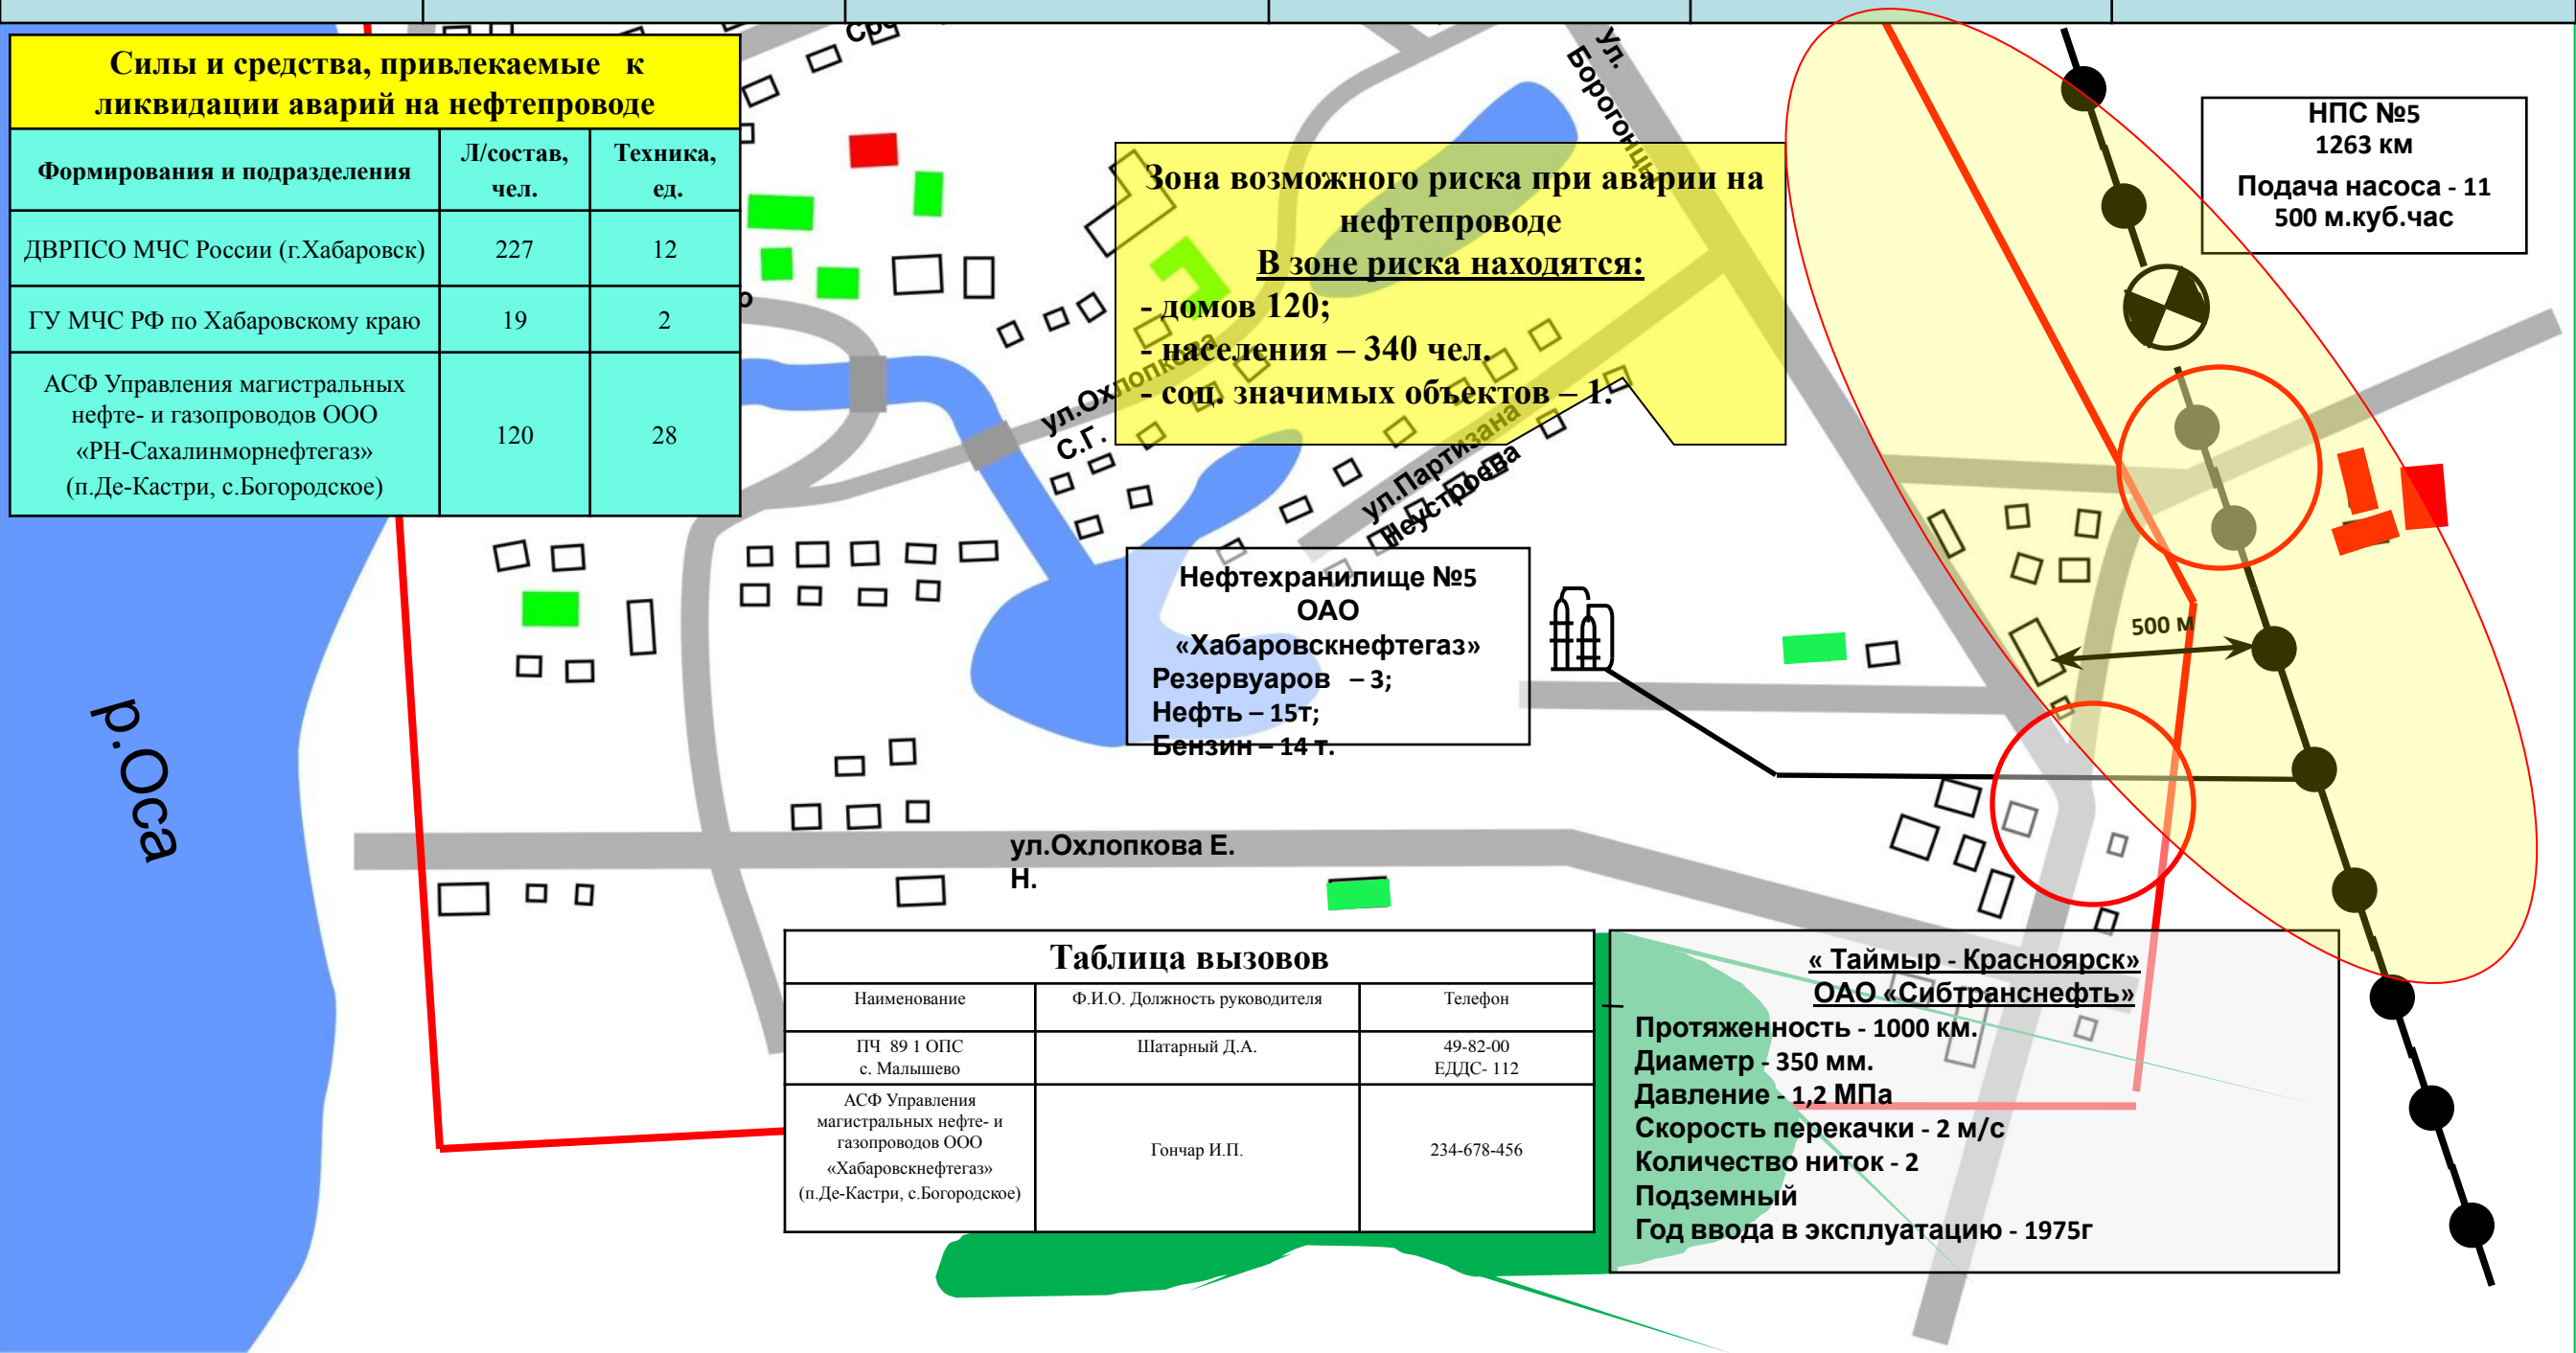 Силы и средства, привлекаемые к
ликвидации аварий на нефтепроводе
Формирования и подразделения
Л/состав,
чел.
Техника,
ед.
ДВРПСО МЧС России (г.Хабаровск)
227
12
ГУ МЧС РФ по Хабаровскому краю
19
2
АСФ Управления магистральных
нефте- и газопроводов ООО
«РН-Сахалинморнефтегаз»
(п.Де-Кастри, с.Богородское)
120
28
Ул.
Борогонцы
Зона возможного риска при аварии на
нефтепроводе
В зоне риска находятся:
- домов 120;
- населения – 340 чел.
- соц. значимых объектов – 1.
НПС №5
1263 км
Подача насоса - 11
500 м.куб.час
ул.Охлопкова
С.Г.
ул.Партизана
Неустроева
Нефтехранилище №5
ОАО
«Хабаровскнефтегаз»
Резервуаров – 3;
Нефть – 15т;
Бензин – 14 т.
500 м
р.Оса
ул.Охлопкова Е.
Н.
Таблица вызовов
Наименование
Ф.И.О. Должность руководителя
Телефон
ПЧ 89 1 ОПС
с. Малышево
Шатарный Д.А.
49-82-00
ЕДДС- 112
АСФ Управления
магистральных нефте- и
газопроводов ООО
«Хабаровскнефтегаз»
(п.Де-Кастри, с.Богородское)
Гончар И.П.
234-678-456
« Таймыр - Красноярск»
ОАО «Сибтранснефть»
Протяженность - 1000 км.
Диаметр - 350 мм.
Давление - 1,2 МПа
Скорость перекачки - 2 м/с
Количество ниток - 2
Подземный
Год ввода в эксплуатацию - 1975г